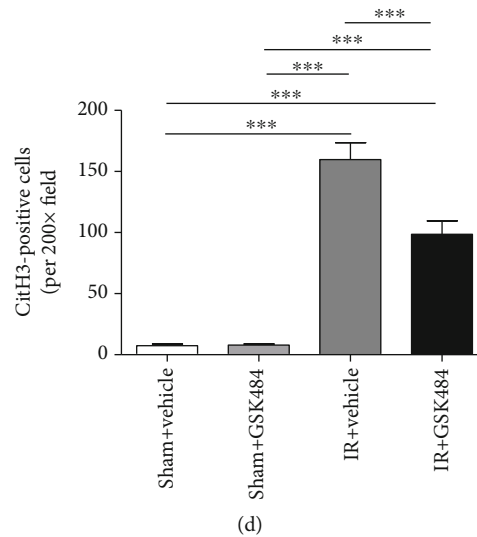 ***
***
***
***
***
200
150
100
50
0
CitH3-positive cells
(per 200× field)
Sham+vehicle
Sham+GSK484
IR+vehicle
IR+GSK484
(d)